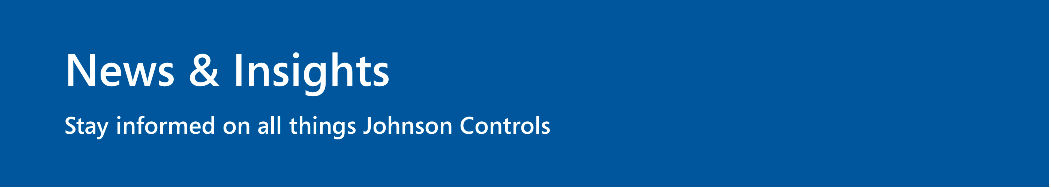 News & Insights
Stay informed on all things Johnson Controls